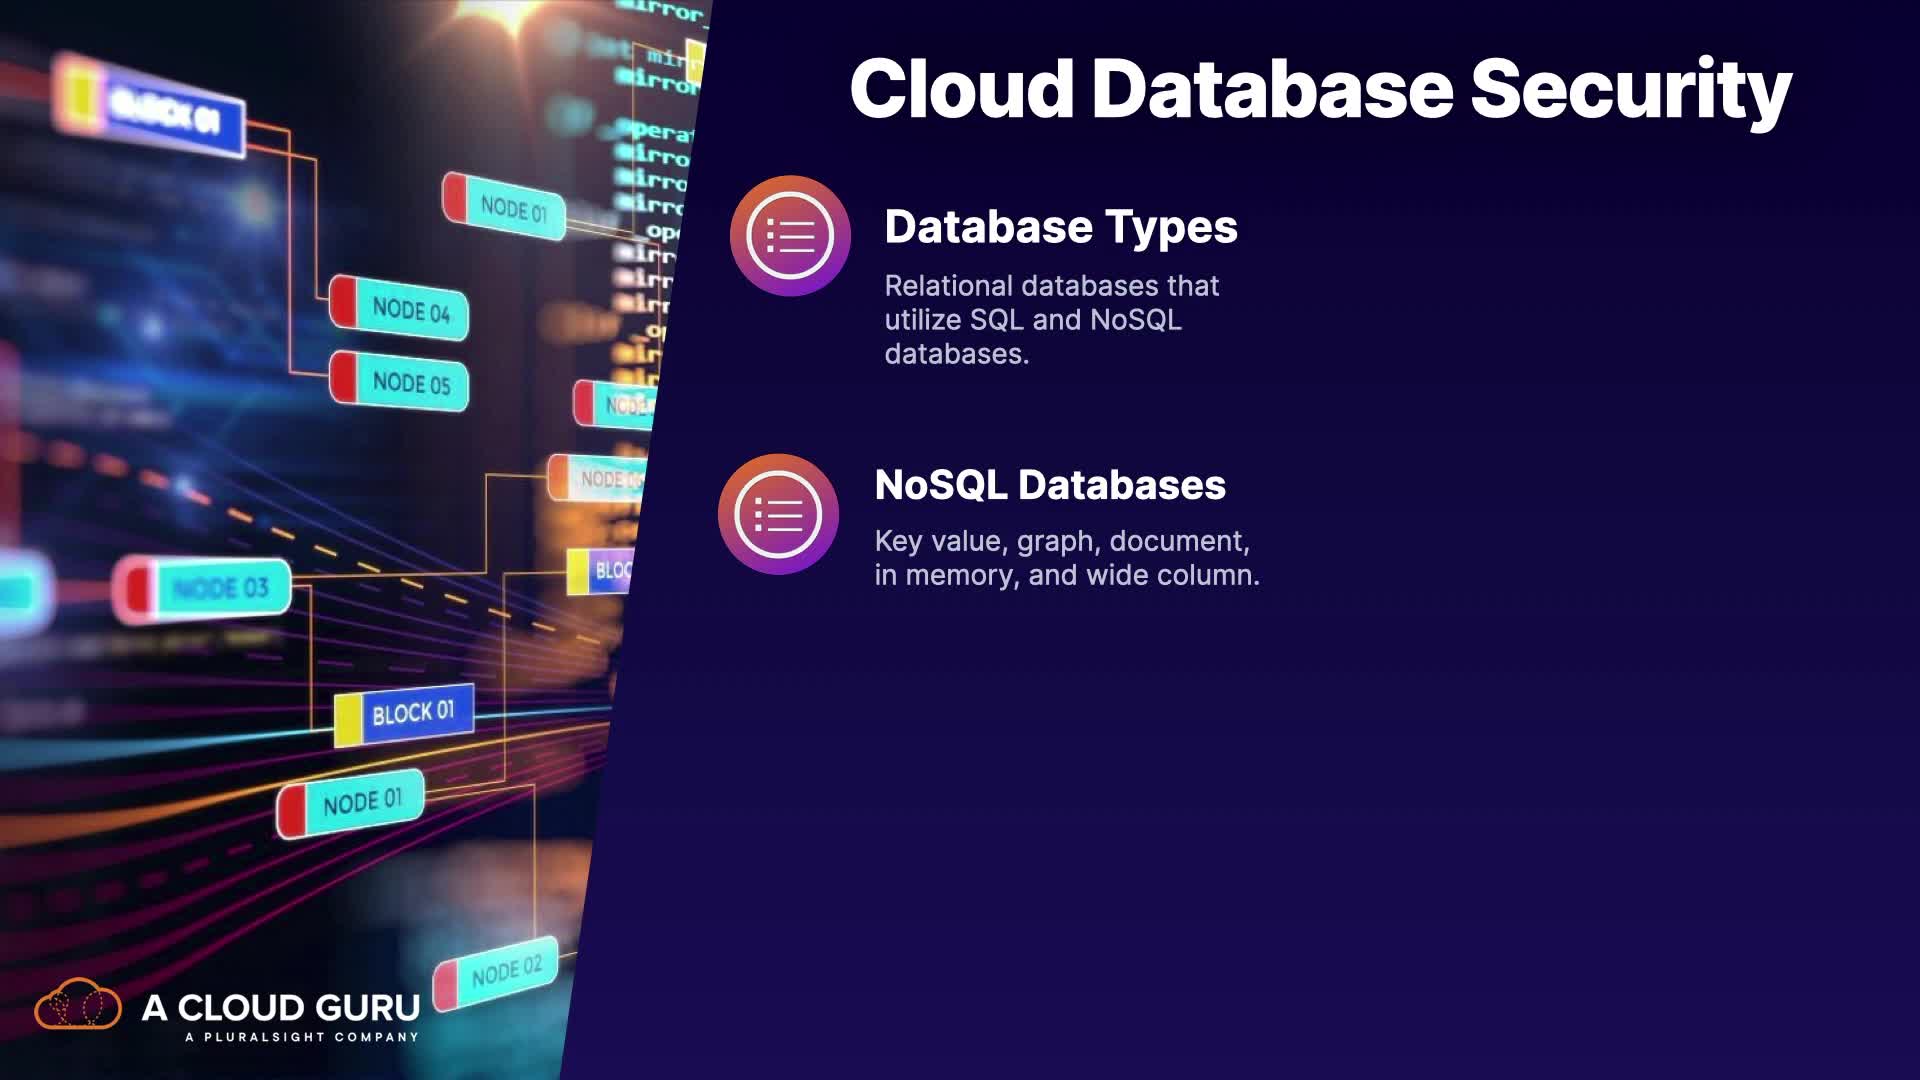 Cloud Database Security
Database Types
Relational databases that
utilize SQL and NoSQL
databases.
NoSQL Databases
Key value, graph, document,
in memory, and wide column.
BLOCK 01
NODE 01
NODE 04
NODE 05
NODE 03
BLOCK 01
NODE 01
NODE 02
A CLOUD GURU
A PLURALSIGHT COMPANY